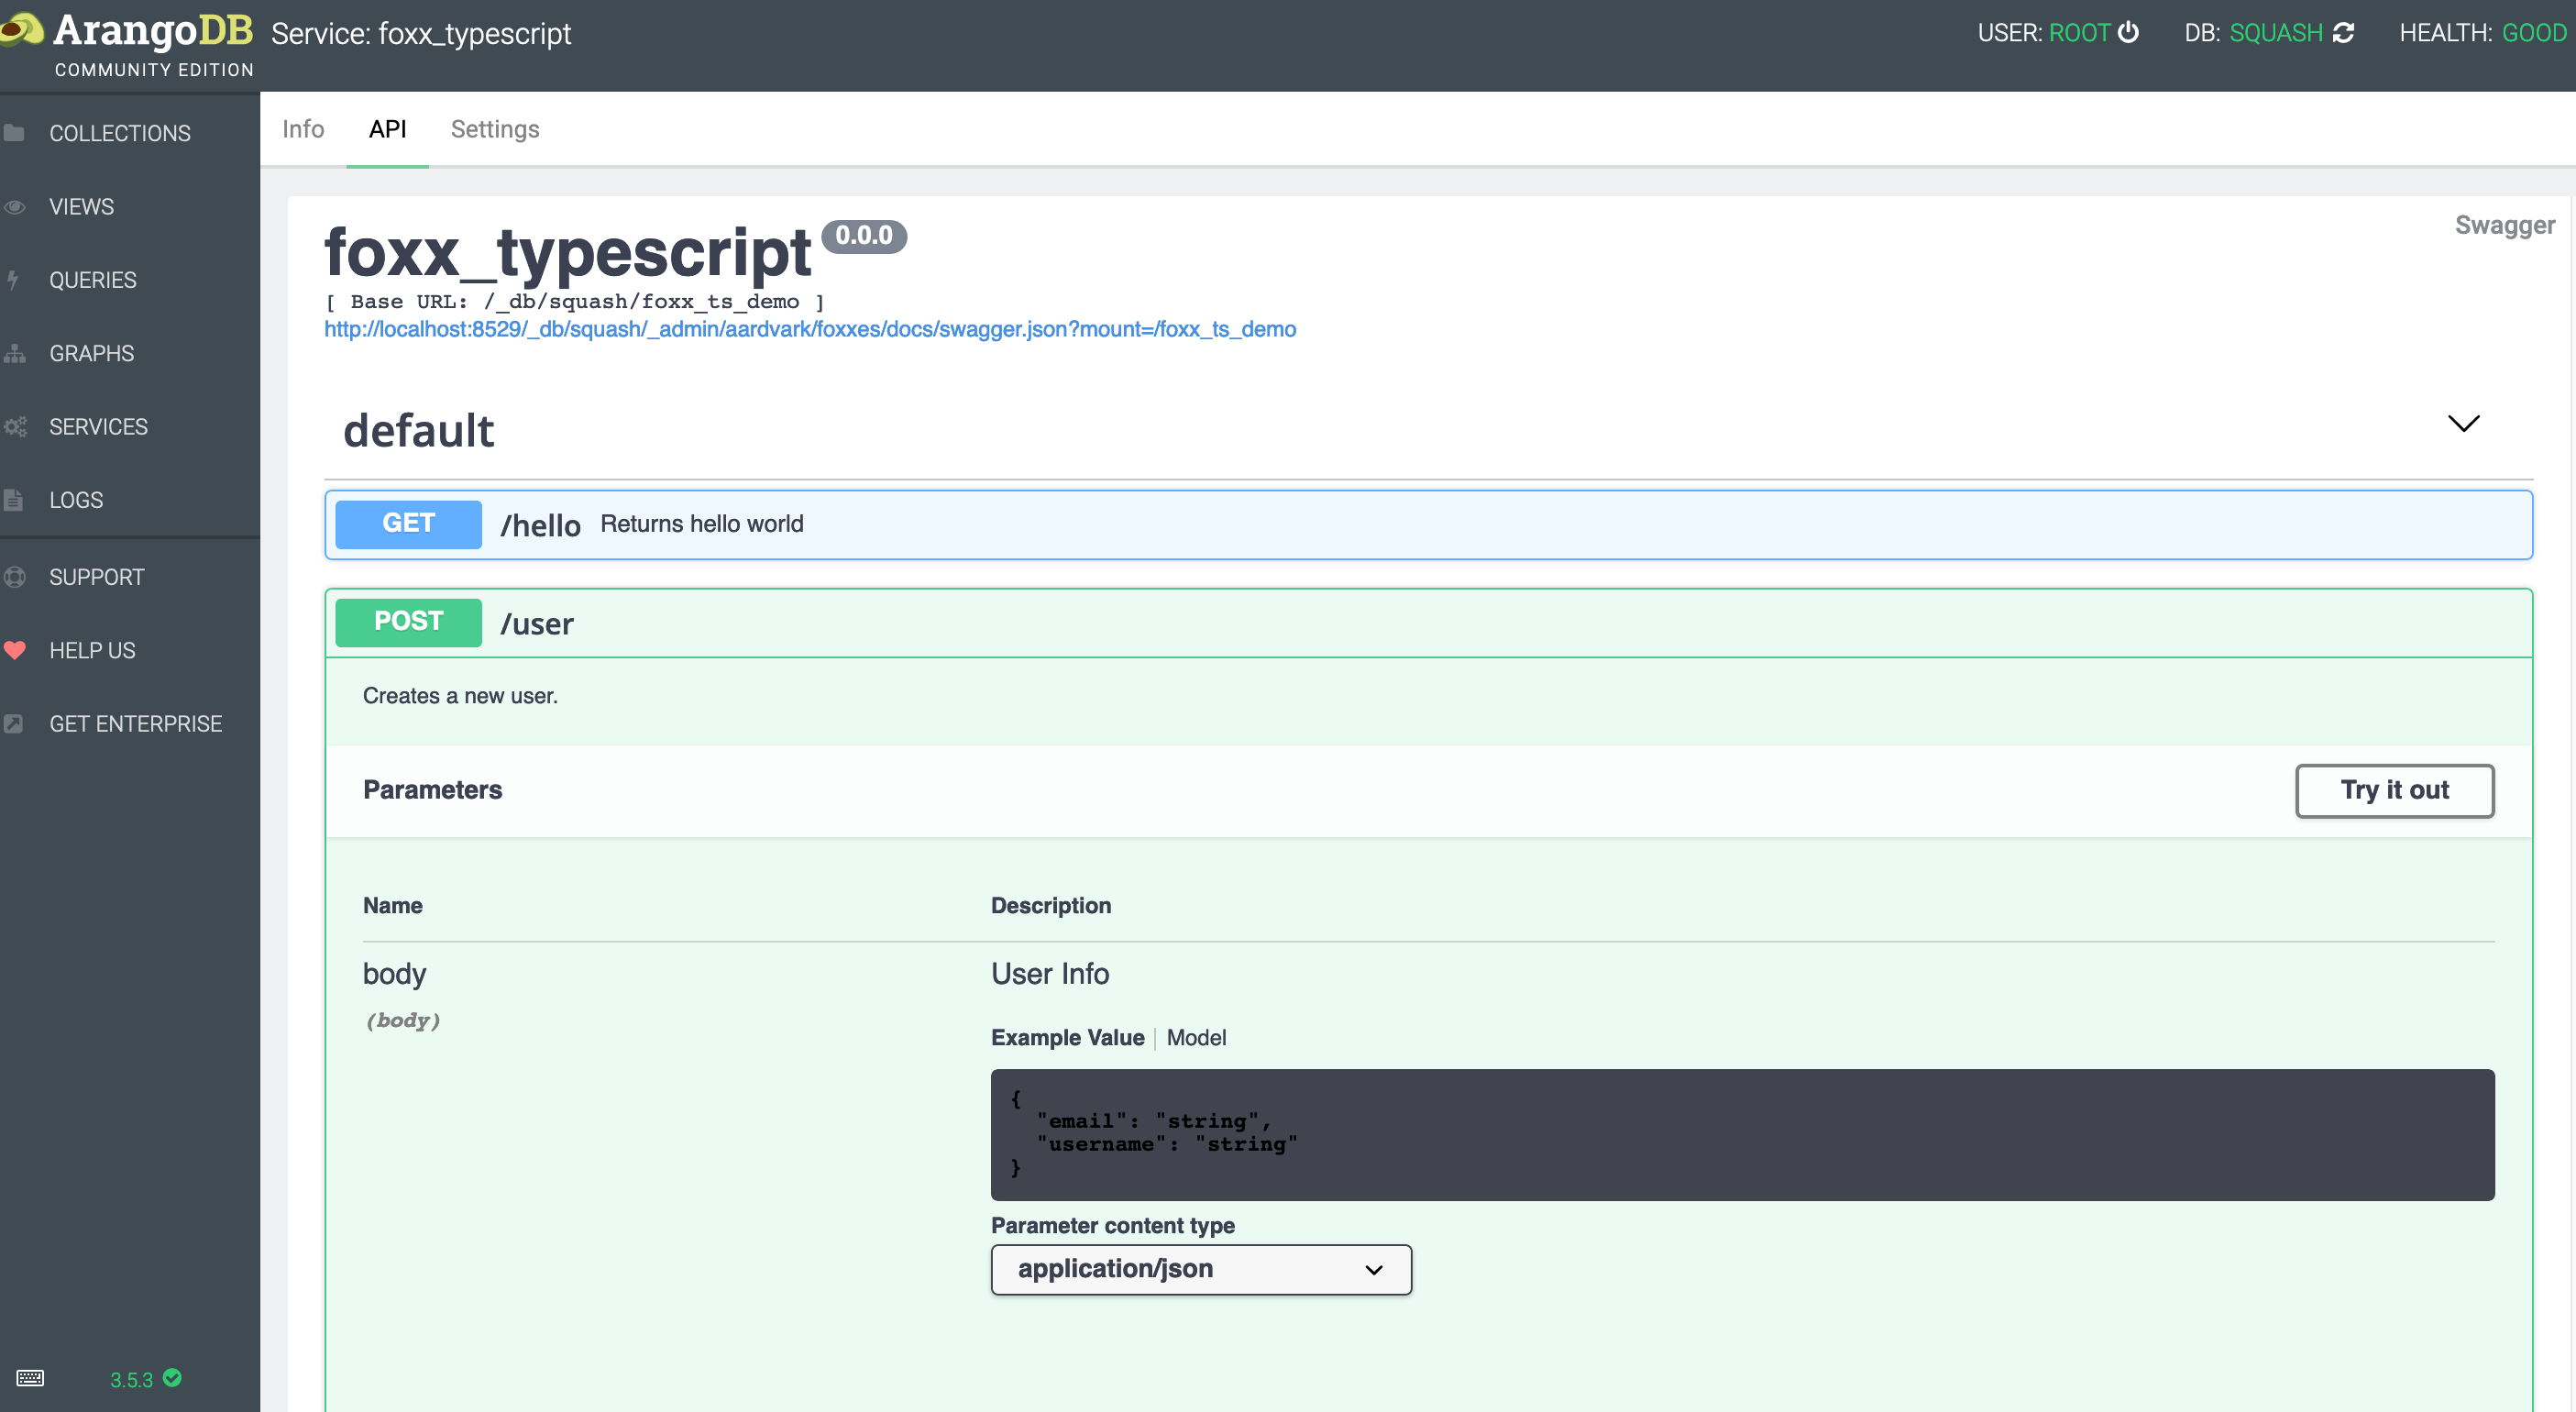 ArangoDB
COMMUNITY EDITION
Service: foxx_typescript
USER: ROOT
DB: SQUASH
HEALTH: GOOD
COLLECTIONS
VIEWS
QUERIES
GRAPHS
SERVICES
LOGS
SUPPORT
HELP US
GET ENTERPRISE
3.5.3
Info API Settings
Swagger
foxx_typescript 0.0.0
[ Base URL: /_db/squash/foxx_ts_demo ]
http://localhost:8529/_db/squash/_admin/aardvark/foxxes/docs/swagger.json?mount=/foxx_ts_demo
default
GET /hello Returns hello world
POST /user
Creates a new user.
Parameters Try it out
Name Description
body User Info
(body)
Example Value | Model
{
"email": "string",
"username": "string"
}
Parameter content type
application/json